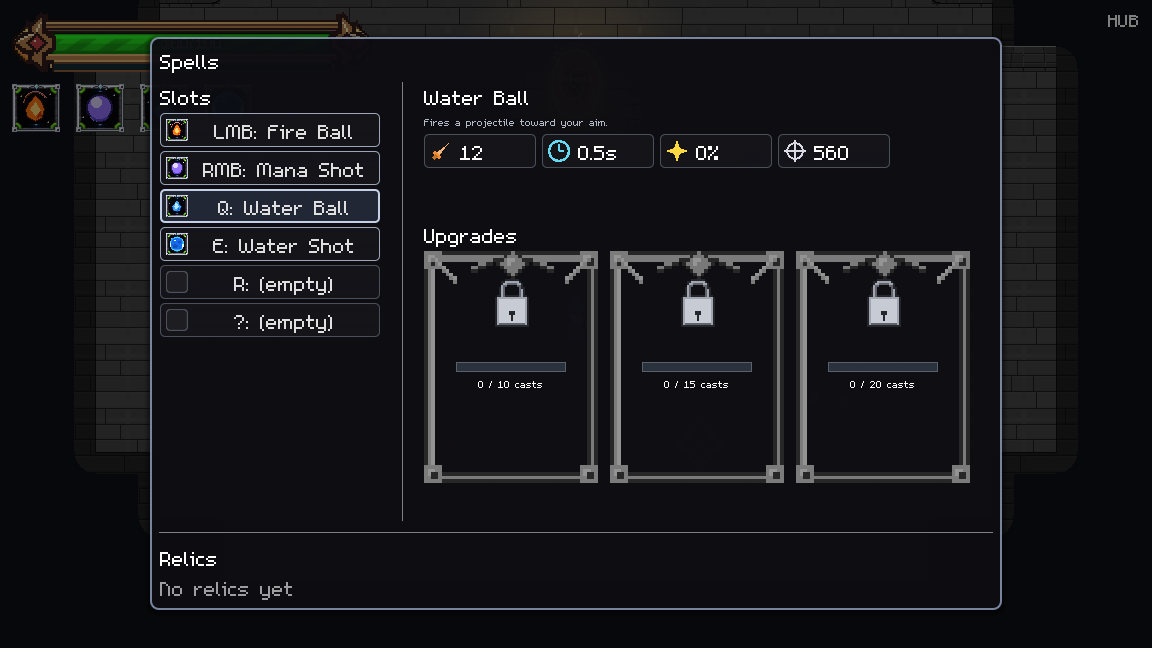 HUB
Spells
Slots
LMB: Fire Ball
RMB: Mana Shot
Q: Water Ball
E: Water Shot
R: (empty)
?: (empty)
Water Ball
Fires a projectile toward your aim.
12
0.5s
0%
560
Upgrades
0 / 10 casts
0 / 15 casts
0 / 20 casts
Relics
No relics yet